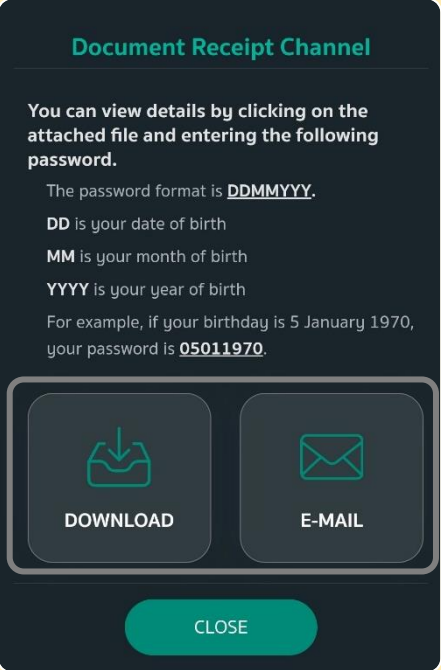 Document Receipt Channel
You can view details by clicking on the
attached file and entering the following
password.
The password format is DDMMYYY.
DD is your date of birth
MM is your month of birth
YYYY is your year of birth
For example, if your birthday is 5 January 1970,
your password is 05011970.
DOWNLOAD
E-MAIL
CLOSE